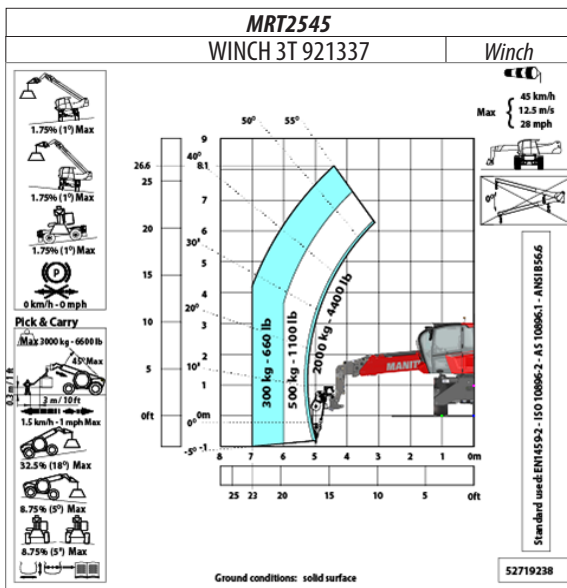 MRT2545
WINCH 3T 921337
Winch
1.75% (1⁰) Max
1.75% (1⁰) Max
1.75% (1⁰) Max
P
0 km/h - 0 mph
Pick & Carry
Max 3000 kg - 6600 lb
45° Max
0.3 m / 1 ft
3 m / 10 ft
1.5 km/h - 1 mph Max
32.5% (18⁰) Max
8.75% (5⁰) Max
8.75% (5°) Max
Max
45 km/h
12.5 m/s
28 mph
0°
50°
55°
40°
30°
20°
10°
0°
-5°
26.6
25
20
15
10
5
0ft
9
8.1
7
6
5
4
3
2
1
0m
-1
300 kg - 660 lb
500 kg - 1100 lb
2000 kg - 4400 lb
MANIT
8 7 6 5 4 3 2 1 0m
25 23 20 15 10 5 0ft
Standard used: EN1459-2 - ISO 10896-2 - AS 10896.1 - ANSI B56.6
Ground conditions: solid surface
52719238